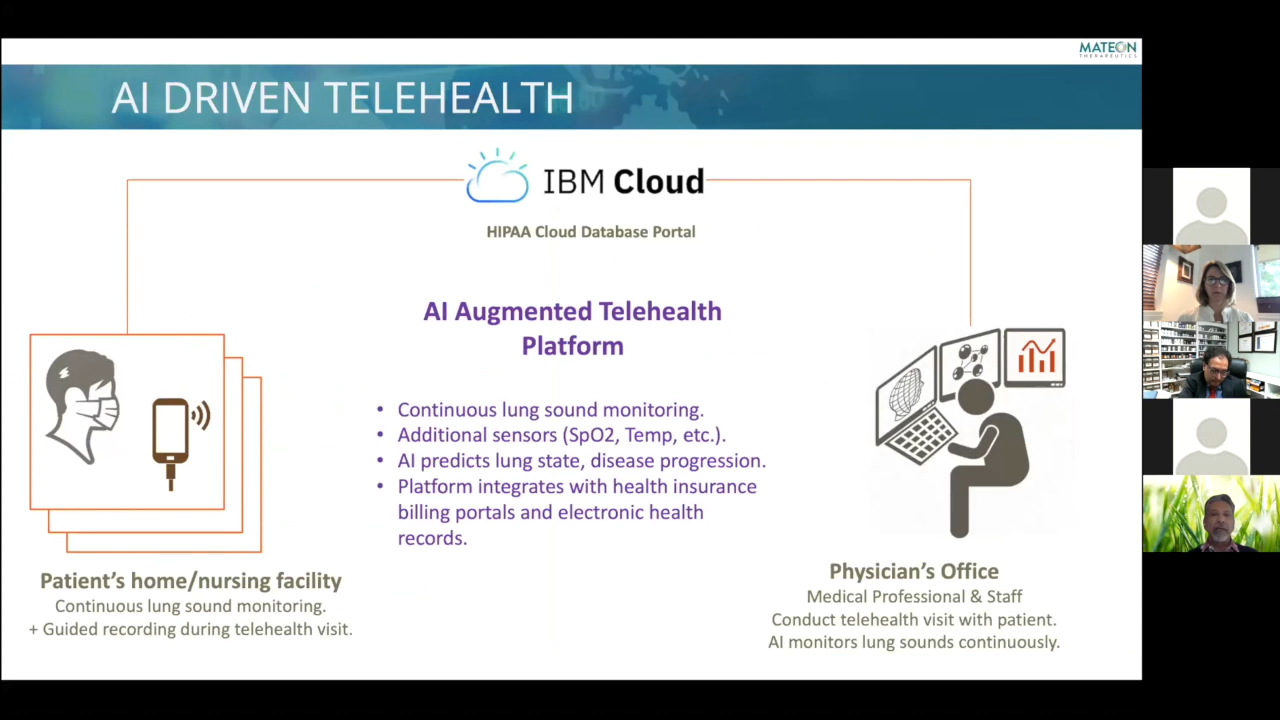 MATEON
THERAPEUTICS
AI DRIVEN TELEHEALTH
IBM Cloud
HIPAA Cloud Database Portal
AI Augmented Telehealth
Platform
• Continuous lung sound monitoring.
• Additional sensors (SpO2, Temp, etc.).
• AI predicts lung state, disease progression.
• Platform integrates with health insurance
billing portals and electronic health
records.
Patient's home/nursing facility
Continuous lung sound monitoring.
+ Guided recording during telehealth visit.
Physician's Office
Medical Professional & Staff
Conduct telehealth visit with patient.
AI monitors lung sounds continuously.